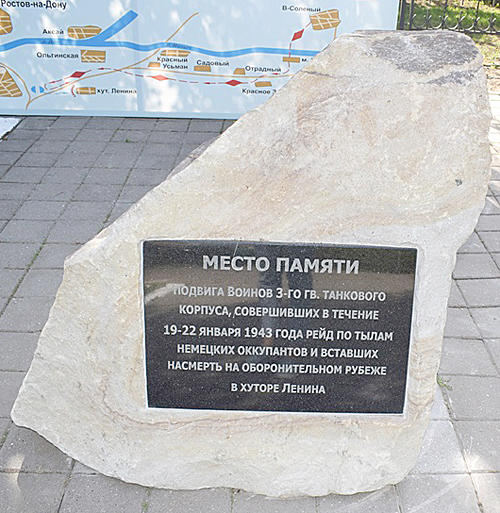 Ростов-на-Дону
В-Соленый
Аксай
Ольгинская
Красный
Усьман
Садовый
Отрадный
хут. Ленина
Красное
МЕСТО ПАМЯТИ
ПОДВИГА ВОИНОВ 3-ГО ГВ. ТАНКОВОГО
КОРПУСА, СОВЕРШИВШИХ В ТЕЧЕНИЕ
19-22 ЯНВАРЯ 1943 ГОДА РЕЙД ПО ТЫЛАМ
НЕМЕЦКИХ ОККУПАНТОВ И ВСТАВШИХ
НАСМЕРТЬ НА ОБОРОНИТЕЛЬНОМ РУБЕЖЕ
В ХУТОРЕ ЛЕНИНА